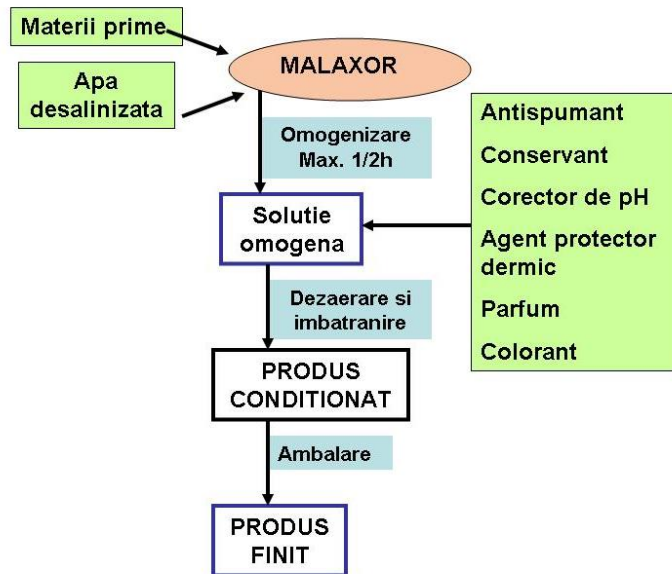 Materii prime
MALAXOR
Apa
desalinizata
Omogenizare
Max. 1/2h
Antispumant
Conservant
Corector de pH
Agent protector
dermic
Parfum
Colorant
Solutie
omogena
Dezaerare si
imbatranire
PRODUS
CONDITIONAT
Ambalare
PRODUS
FINIT